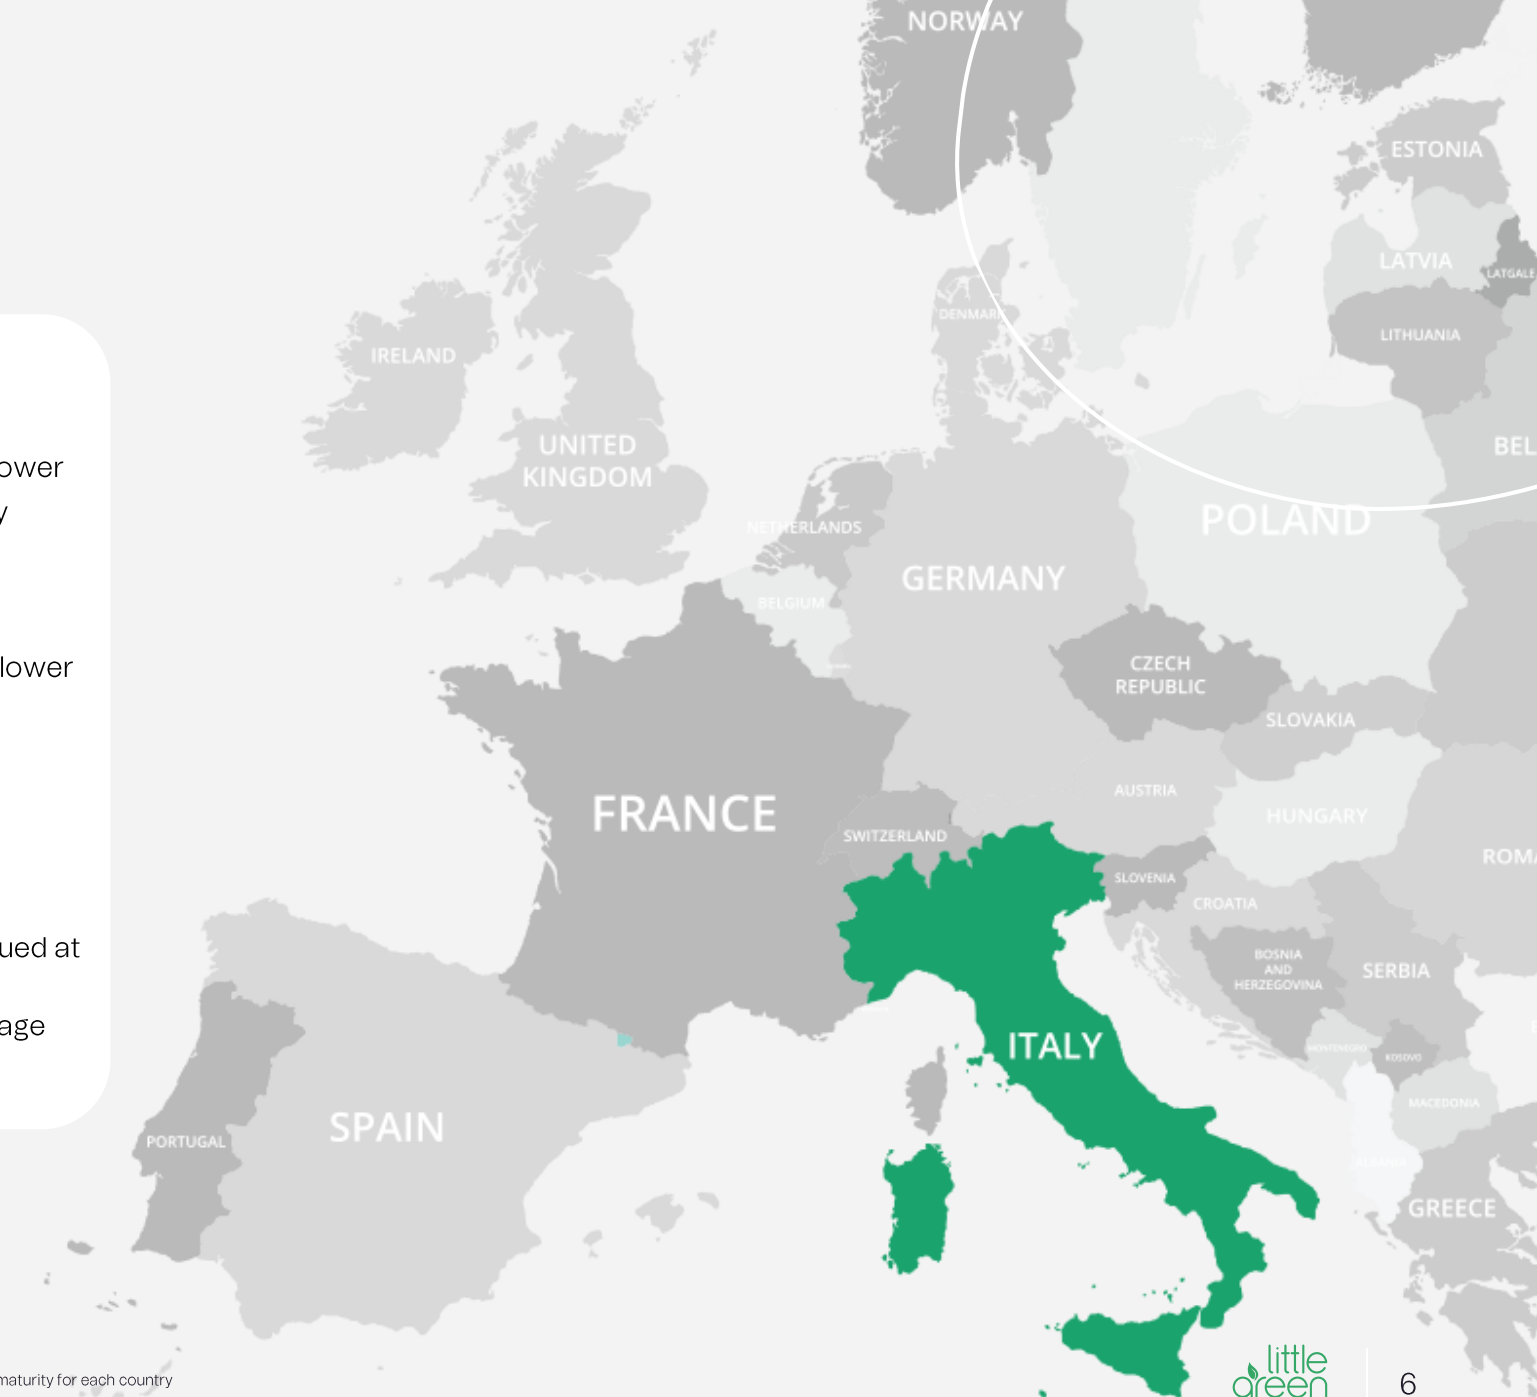 NORWAY
ESTONIA
LATVIA
LATGALE
DENMARK
LITHUANIA
IRELAND
UNITED
KINGDOM
BEL
ower
y
NETHERLANDS
POLAND
GERMANY
BELGIUM
lower
CZECH
REPUBLIC
SLOVAKIA
AUSTRIA
FRANCE
HUNGARY
SWITZERLAND
ROMA
SLOVENIA
CROATIA
ued at
BOSNIA
AND
HERZEGOVINA
SERBIA
age
ITALY
MONTENEGRO
KOSOVO
MACEDONIA
SPAIN
PORTUGAL
ALBANIA
GREECE
maturity for each country
little
green
6